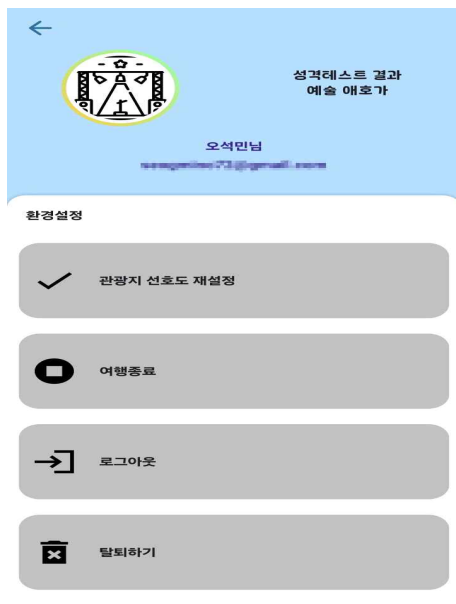 성격테스트 결과
예술 애호가
오석민님
환경설정
관광지 선호도 재설정
여행종료
로그아웃
탈퇴하기